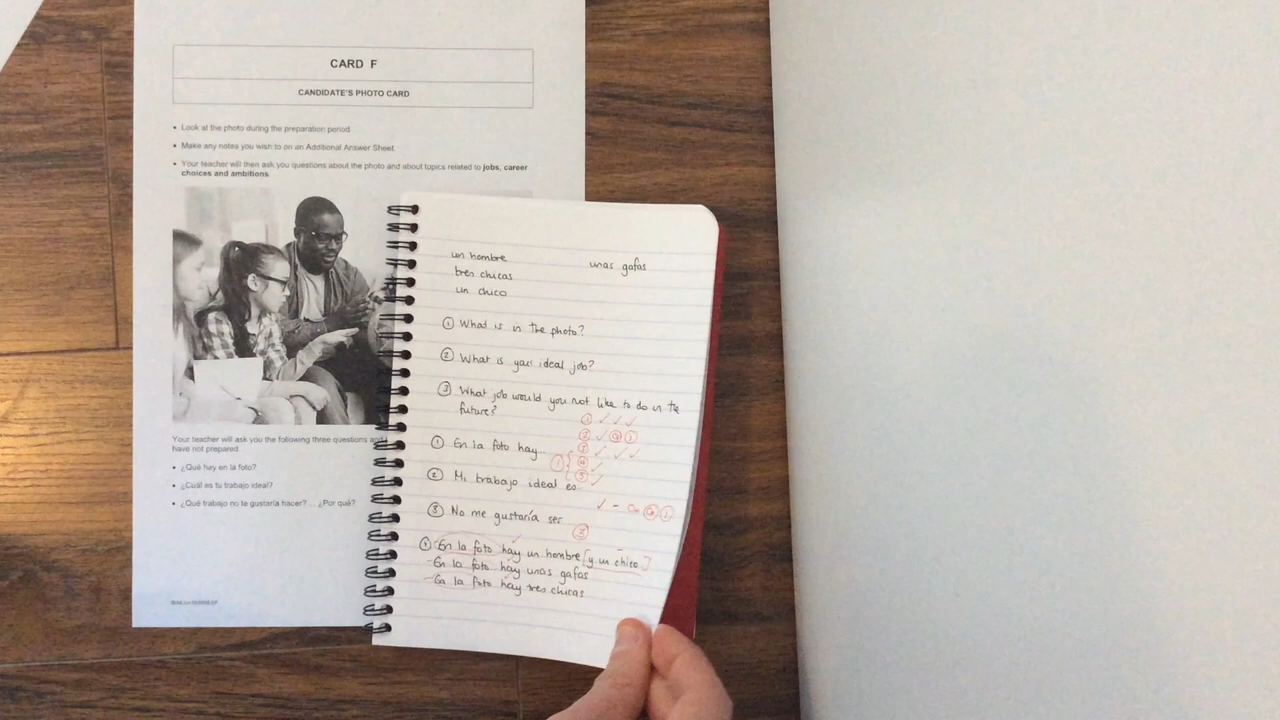 CARD F
CANDIDATE'S PHOTO CARD
• Look at the photo during the preparation period
• Make any notes you wish to on an Additional Answer Sheet.
• Your teacher will then ask you questions about the photo and about topics related to jobs, career
choices and ambitions
Your teacher will ask you the following three questions and
have not prepared.
• ¿Qué hay en la foto?
• ¿Cuál es tu trabajo ideal?
• ¿Qué trabajo no te gustaría hacer? ... ¿Por qué?
un hombre
unas gafas
tres chicas
un chico
① What is in the photo?
② What is your ideal job?
③ What job would you not like to do in the
future?
① ✓ ✓ ✓
① En la foto hay...
② Mi trabajo ideal es...
③ No me gustaría ser
① En la foto hay un hombre [y un chico.]
- En la foto hay unas gafas
- En la foto hay tres chicas